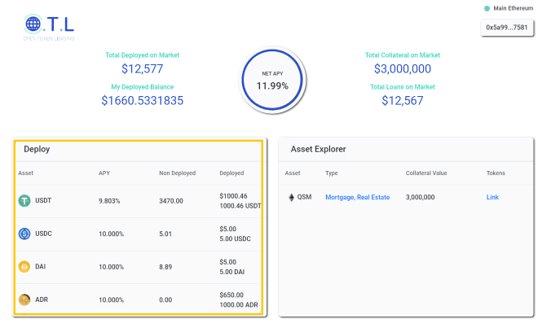 Main Ethereum
0x5a99...7581
O.T.L
OPEN TOKEN LENDING
Total Deployed on Market
$12,577
My Deployed Balance
$1660.5331835
NET APY
11.99%
Total Collateral on Market
$3,000,000
Total Loans on Market
$12,567
Deploy
Asset APY Non Deployed Deployed
USDT 9.803% 3470.00 $1000.46
1000.46 USDT
USDC 10.000% 5.01 $5.00
5.00 USDC
DAI 10.000% 8.89 $5.00
5.00 DAI
ADR 10.000% 0.00 $650.00
1000.00 ADR
Asset Explorer
Asset Type Collateral Value Tokens
QSM Mortgage, Real Estate 3,000,000 Link